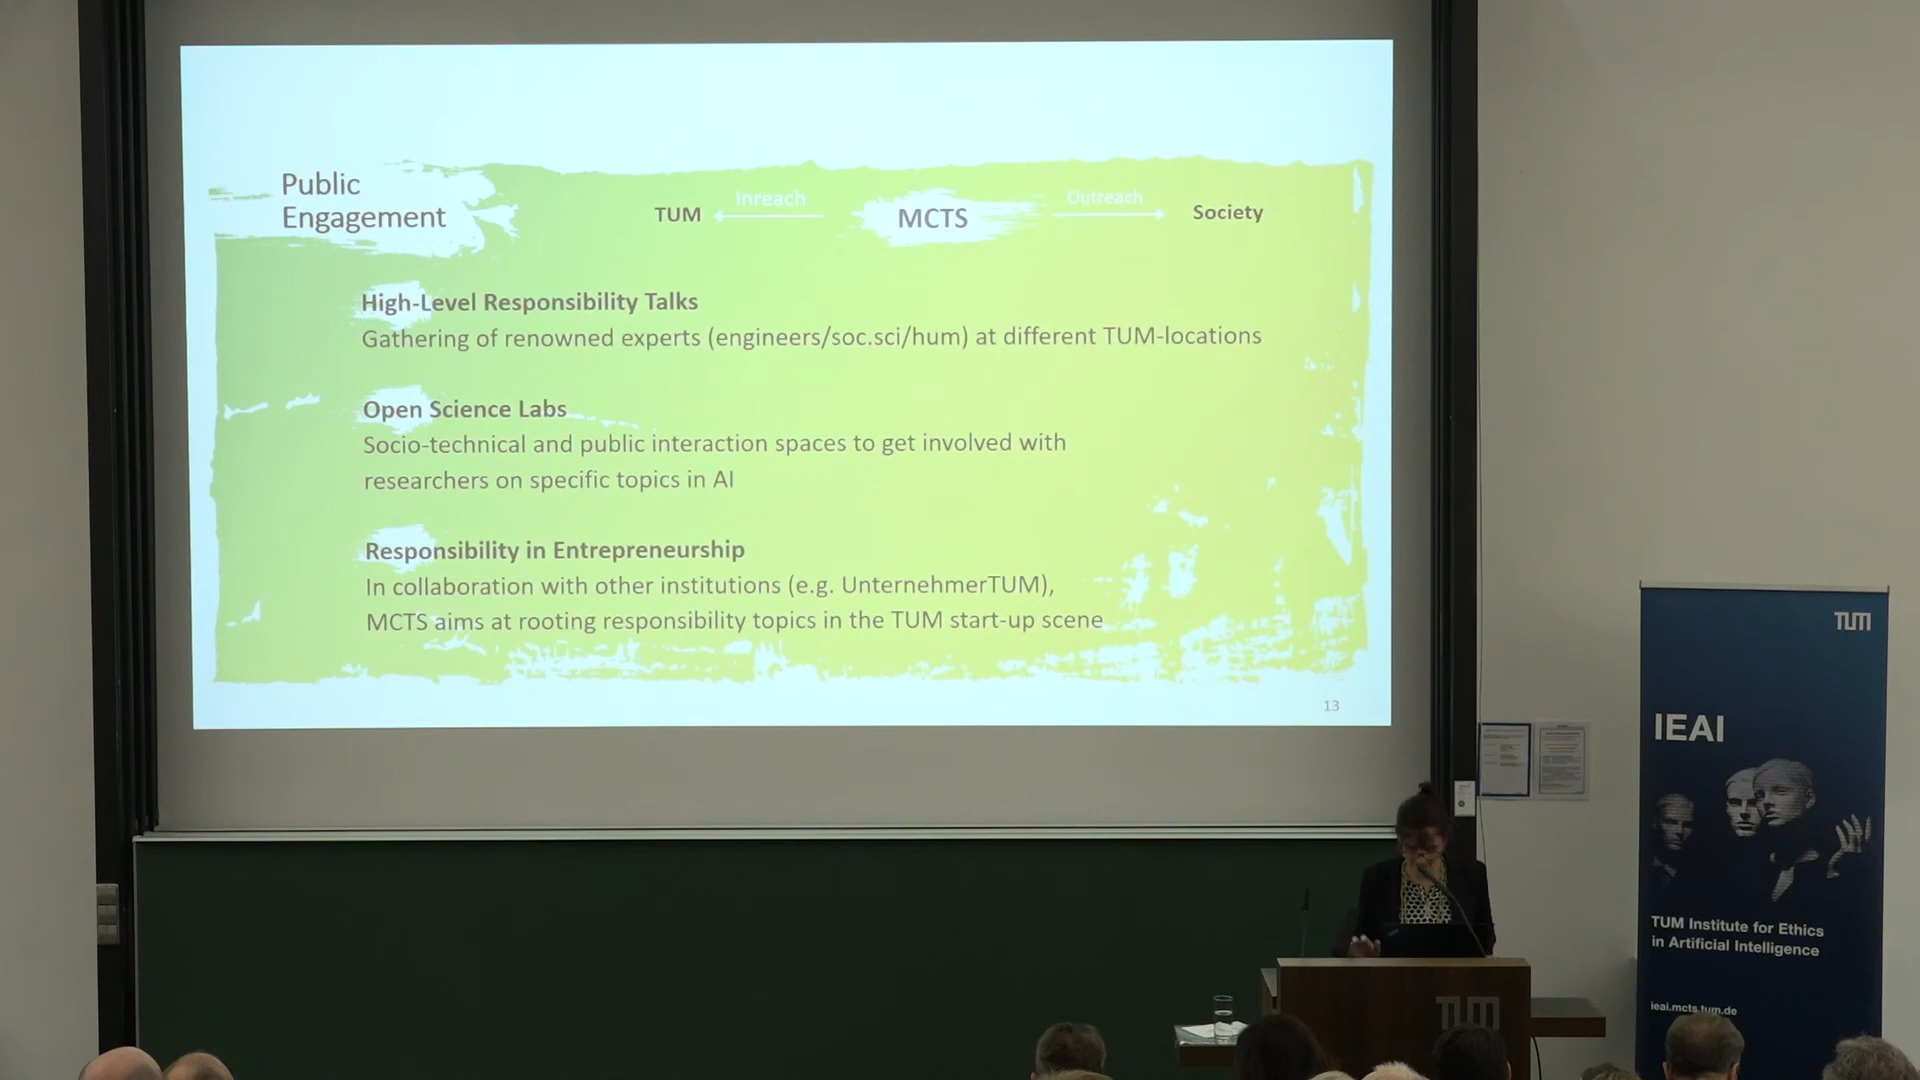 Public
Engagement
TUM
Inreach
MCTS
Outreach
Society
High-Level Responsibility Talks
Gathering of renowned experts (engineers/soc.sci/hum) at different TUM-locations
Open Science Labs
Socio-technical and public interaction spaces to get involved with
researchers on specific topics in AI
Responsibility in Entrepreneurship
In collaboration with other institutions (e.g. UnternehmerTUM),
MCTS aims at rooting responsibility topics in the TUM start-up scene
13
TUM
IEAI
TUM Institute for Ethics
in Artificial Intelligence
ieai.mcts.tum.de
TUM